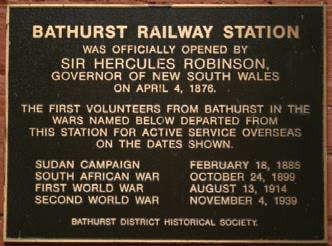 BATHURST RAILWAY STATION
WAS OFFICIALLY OPENED BY
SIR HERCULES ROBINSON,
GOVERNOR OF NEW SOUTH WALES
ON APRIL 4, 1876.
THE FIRST VOLUNTEERS FROM BATHURST IN THE
WARS NAMED BELOW DEPARTED FROM
THIS STATION FOR ACTIVE SERVICE OVERSEAS
ON THE DATES SHOWN.
SUDAN CAMPAIGN FEBRUARY 18, 1885
SOUTH AFRICAN WAR OCTOBER 24, 1899
FIRST WORLD WAR AUGUST 13, 1914
SECOND WORLD WAR NOVEMBER 4, 1939
BATHURST DISTRICT HISTORICAL SOCIETY.